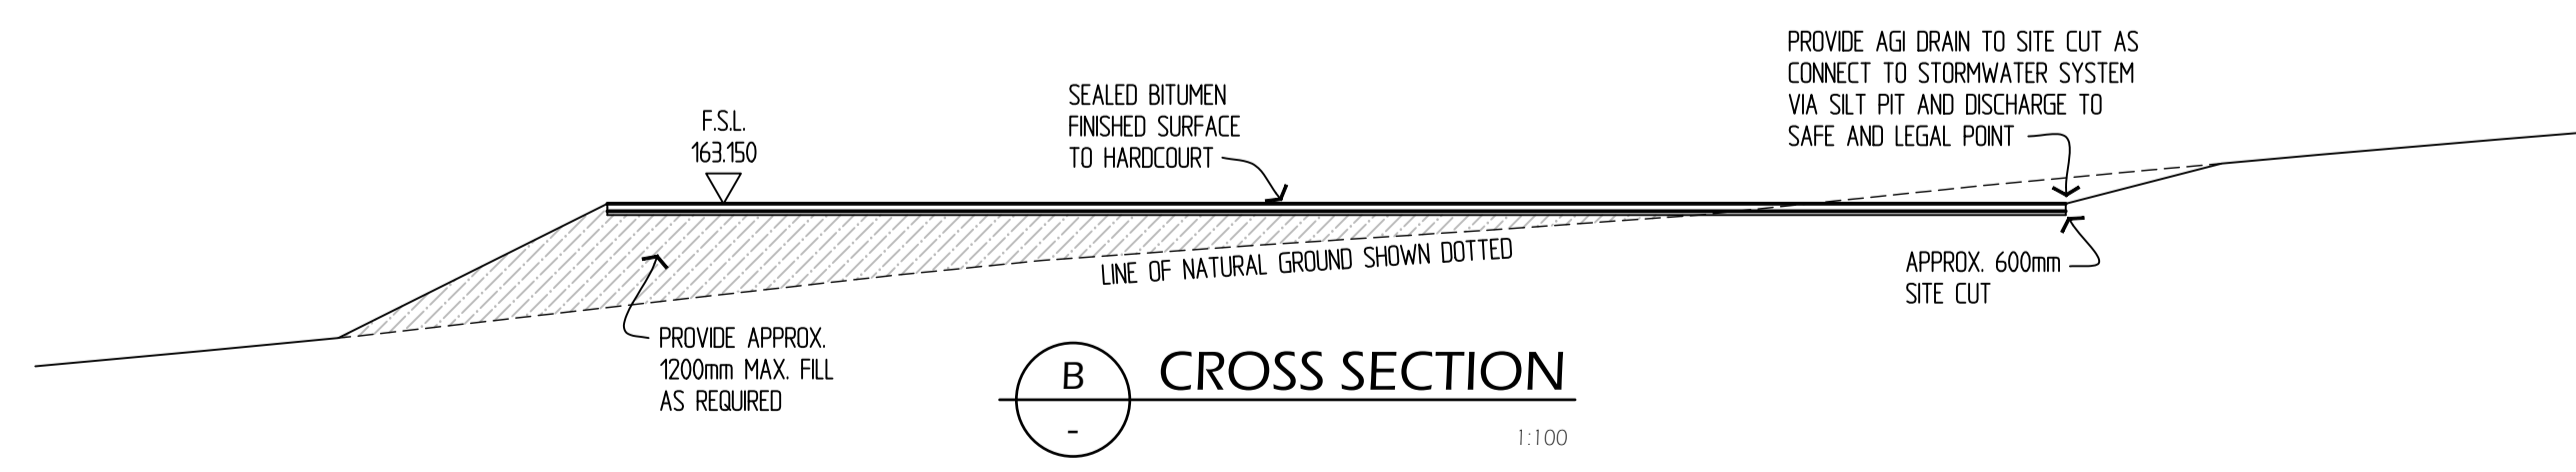 PROVIDE AGI DRAIN TO SITE CUT AS
CONNECT TO STORMWATER SYSTEM
VIA SILT PIT AND DISCHARGE TO
SAFE AND LEGAL POINT
SEALED BITUMEN
FINISHED SURFACE
TO HARDCOURT
F.S.L.
163.150
LINE OF NATURAL GROUND SHOWN DOTTED
APPROX. 600mm
SITE CUT
PROVIDE APPROX.
1200mm MAX. FILL
AS REQUIRED
B
-
CROSS SECTION
1:100